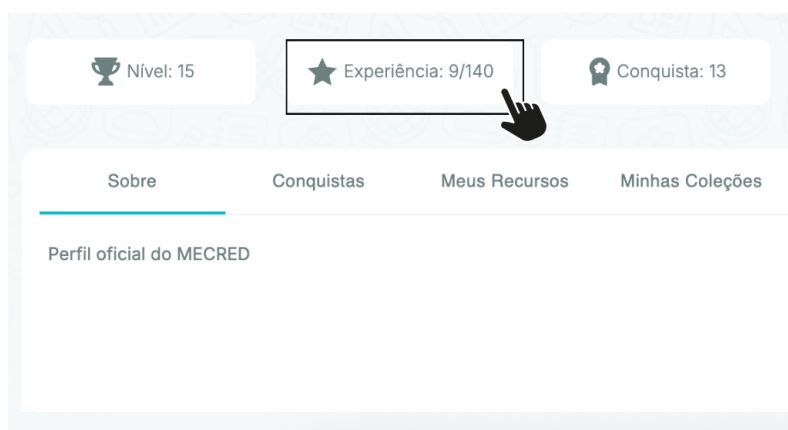 Nível: 15 Experiência: 9/140 Conquista: 13
Sobre Conquistas Meus Recursos Minhas Coleções
Perfil oficial do MECRED